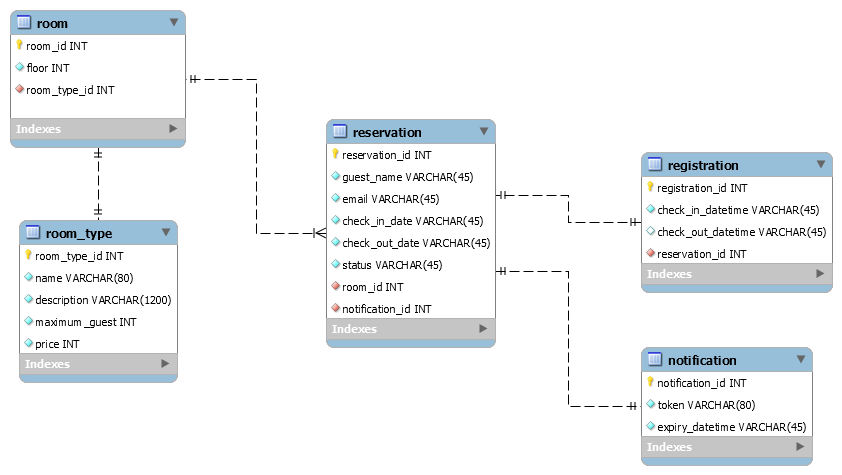 room
room_id INT
floor INT
room_type_id INT
Indexes
room_type
room_type_id INT
name VARCHAR(80)
description VARCHAR(1200)
maximum_guest INT
price INT
Indexes
reservation
reservation_id INT
guest_name VARCHAR(45)
email VARCHAR(45)
check_in_date VARCHAR(45)
check_out_date VARCHAR(45)
status VARCHAR(45)
room_id INT
notification_id INT
Indexes
registration
registration_id INT
check_in_datetime VARCHAR(45)
check_out_datetime VARCHAR(45)
reservation_id INT
Indexes
notification
notification_id INT
token VARCHAR(80)
expiry_datetime VARCHAR(45)
Indexes